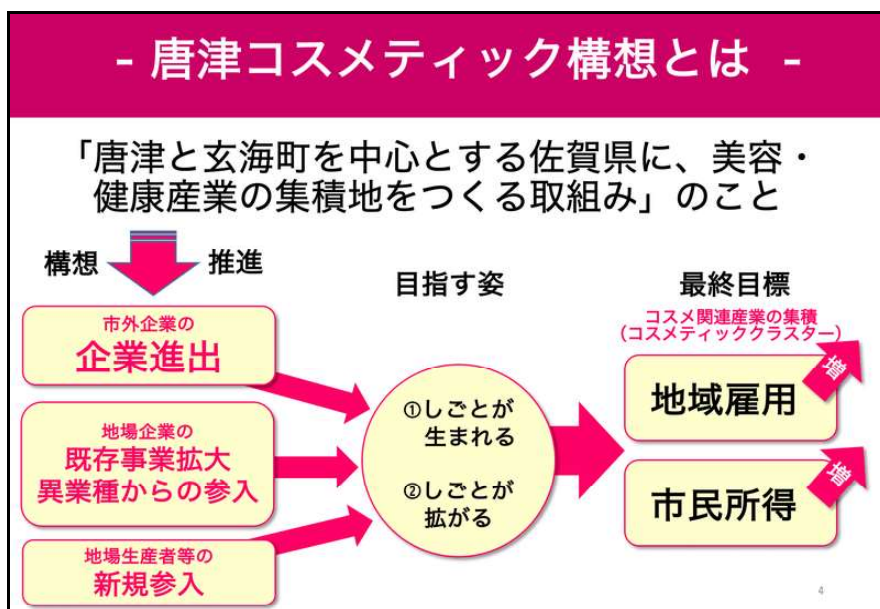 - 唐津コスメティック構想とは -
「唐津と玄海町を中心とする佐賀県に、美容・
健康産業の集積地をつくる取組み」のこと
構想 推進
市外企業の
企業進出
地場企業の
既存事業拡大
異業種からの参入
地場生産者等の
新規参入
目指す姿
①しごとが
生まれる
②しごとが
拡がる
最終目標
コスメ関連産業の集積
(コスメティッククラスター)
地域雇用
増
市民所得
増
4